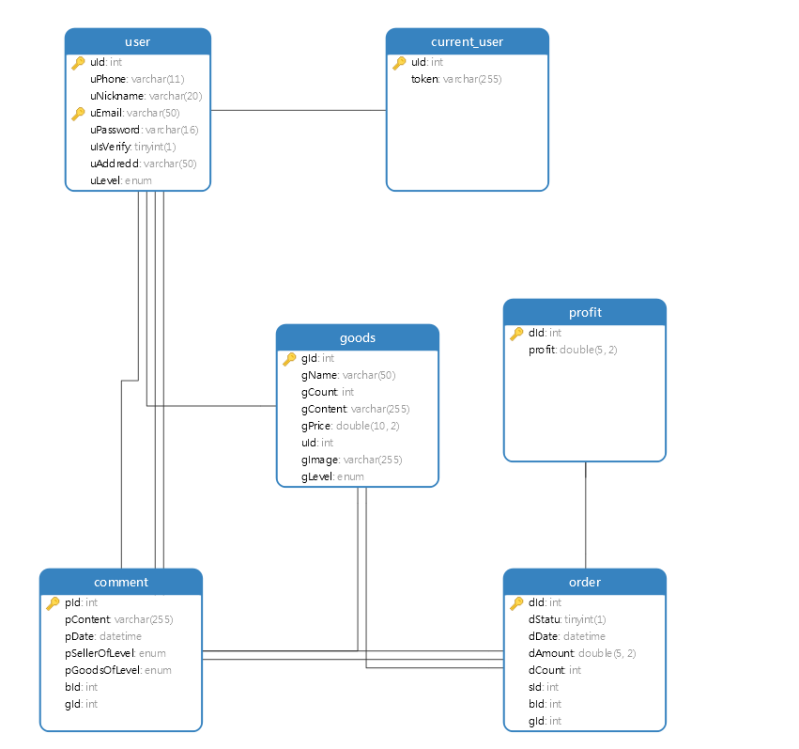 user
uId: int
uPhone: varchar(11)
uNickname: varchar(20)
uEmail: varchar(50)
uPassword: varchar(16)
uIsVerify: tinyint(1)
uAddredd: varchar(50)
uLevel: enum
current_user
uId: int
token: varchar(255)
goods
gId: int
gName: varchar(50)
gCount: int
gContent: varchar(255)
gPrice: double(10, 2)
uId: int
gImage: varchar(255)
gLevel: enum
profit
dId: int
profit: double(5, 2)
comment
pId: int
pContent: varchar(255)
pDate: datetime
pSellerOfLevel: enum
pGoodsOfLevel: enum
bId: int
gId: int
order
dId: int
dStatu: tinyint(1)
dDate: datetime
dAmount: double(5, 2)
dCount: int
sId: int
bId: int
gId: int